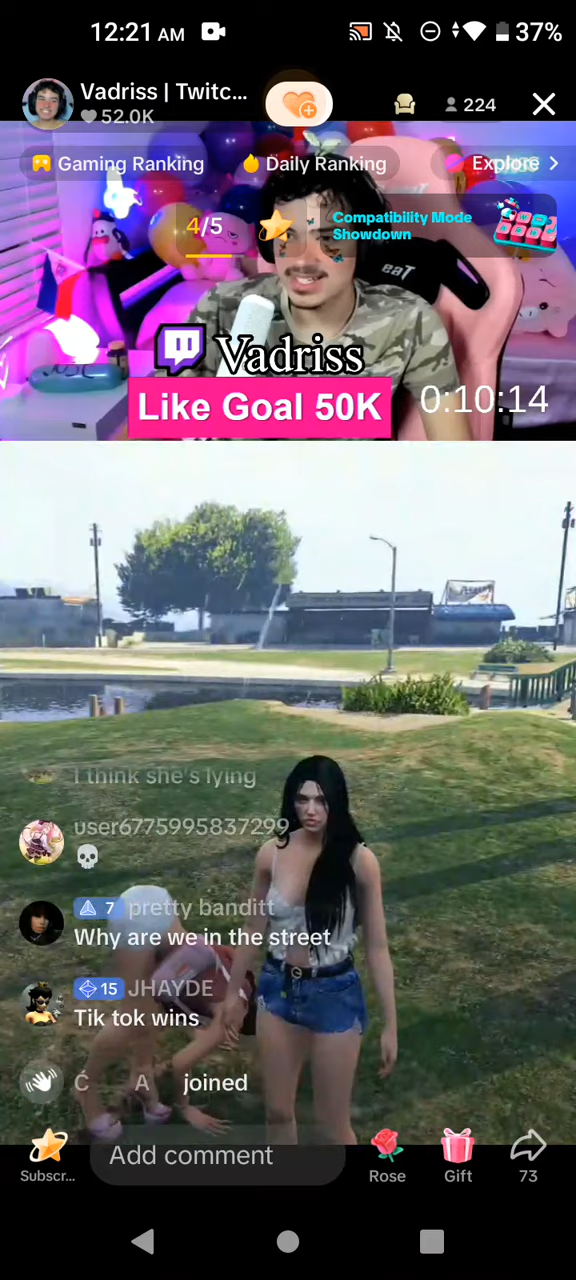 12:21 AM
37%
Vadriss | Twitc...
52.0K
224
Gaming Ranking
Daily Ranking
Explore
4/5
Compatibility Mode
Showdown
Vadriss
Like Goal 50K
0:10:14
I think she's lying
user6775995837299
💀
7 pretty banditt
Why are we in the street
15 JHAYDE
Tik tok wins
Ć A joined
Subscr...
Add comment
Rose
Gift
73